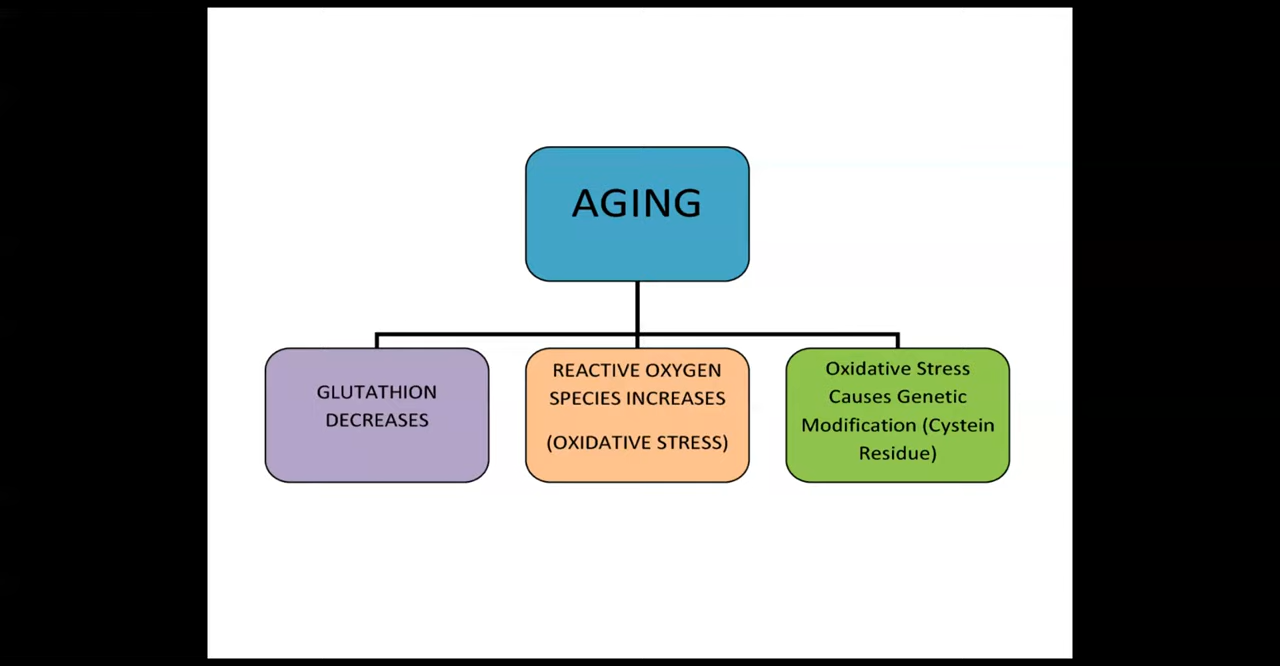 AGING
GLUTATHION
DECREASES
REACTIVE OXYGEN
SPECIES INCREASES
(OXIDATIVE STRESS)
Oxidative Stress
Causes Genetic
Modification (Cystein
Residue)